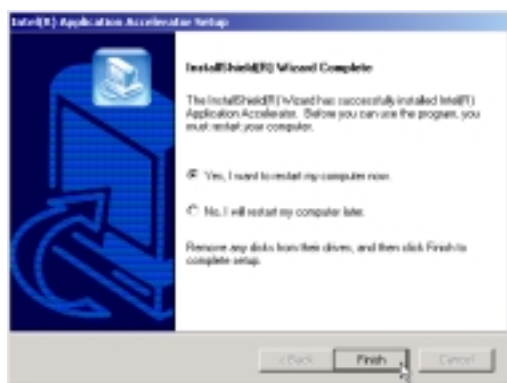 Intel(R) Application Accelerator Setup
InstallShield(R) Wizard Complete
The InstallShield(R) Wizard has successfully installed Intel(R)
Application Accelerator. Before you can use the program, you
must restart your computer.
Yes, I want to restart my computer now.
No, I will restart my computer later.
Remove any disks from their drives, and then click Finish to
complete setup.
< Back
Finish
Cancel